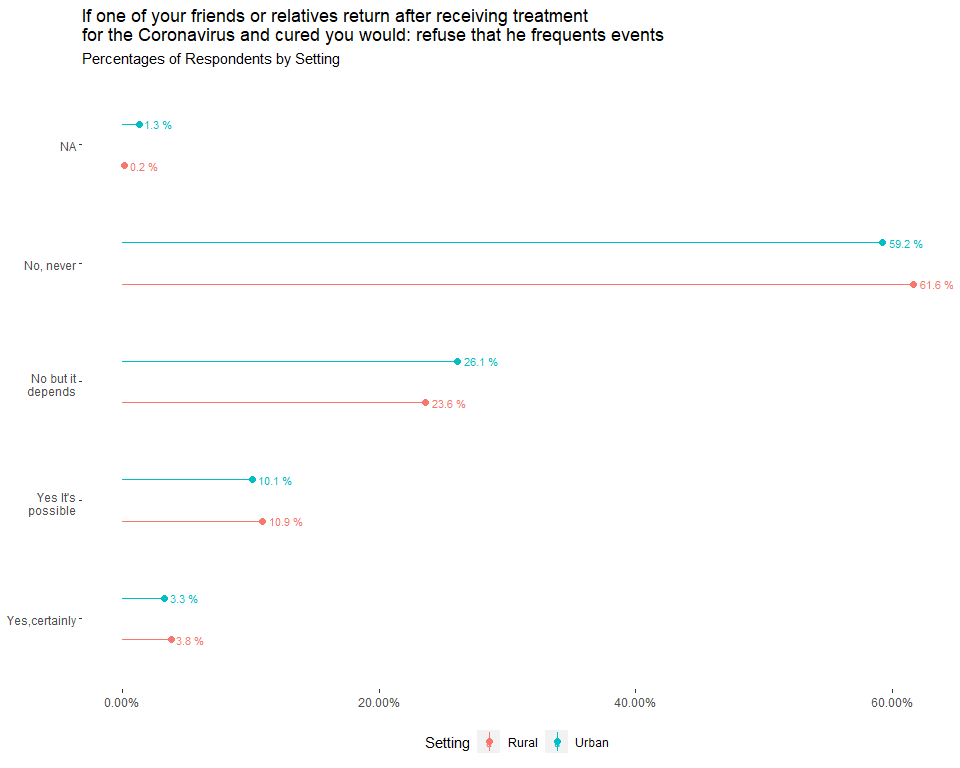 If one of your friends or relatives return after receiving treatment
for the Coronavirus and cured you would: refuse that he frequents events
Percentages of Respondents by Setting
1.3 %
NA
0.2 %
59.2 %
No, never
61.6 %
26.1 %
No but it
depends
23.6 %
10.1 %
Yes It's
possible
10.9 %
3.3 %
Yes,certainly
3.8 %
0.00% 20.00% 40.00% 60.00%
Setting Rural Urban